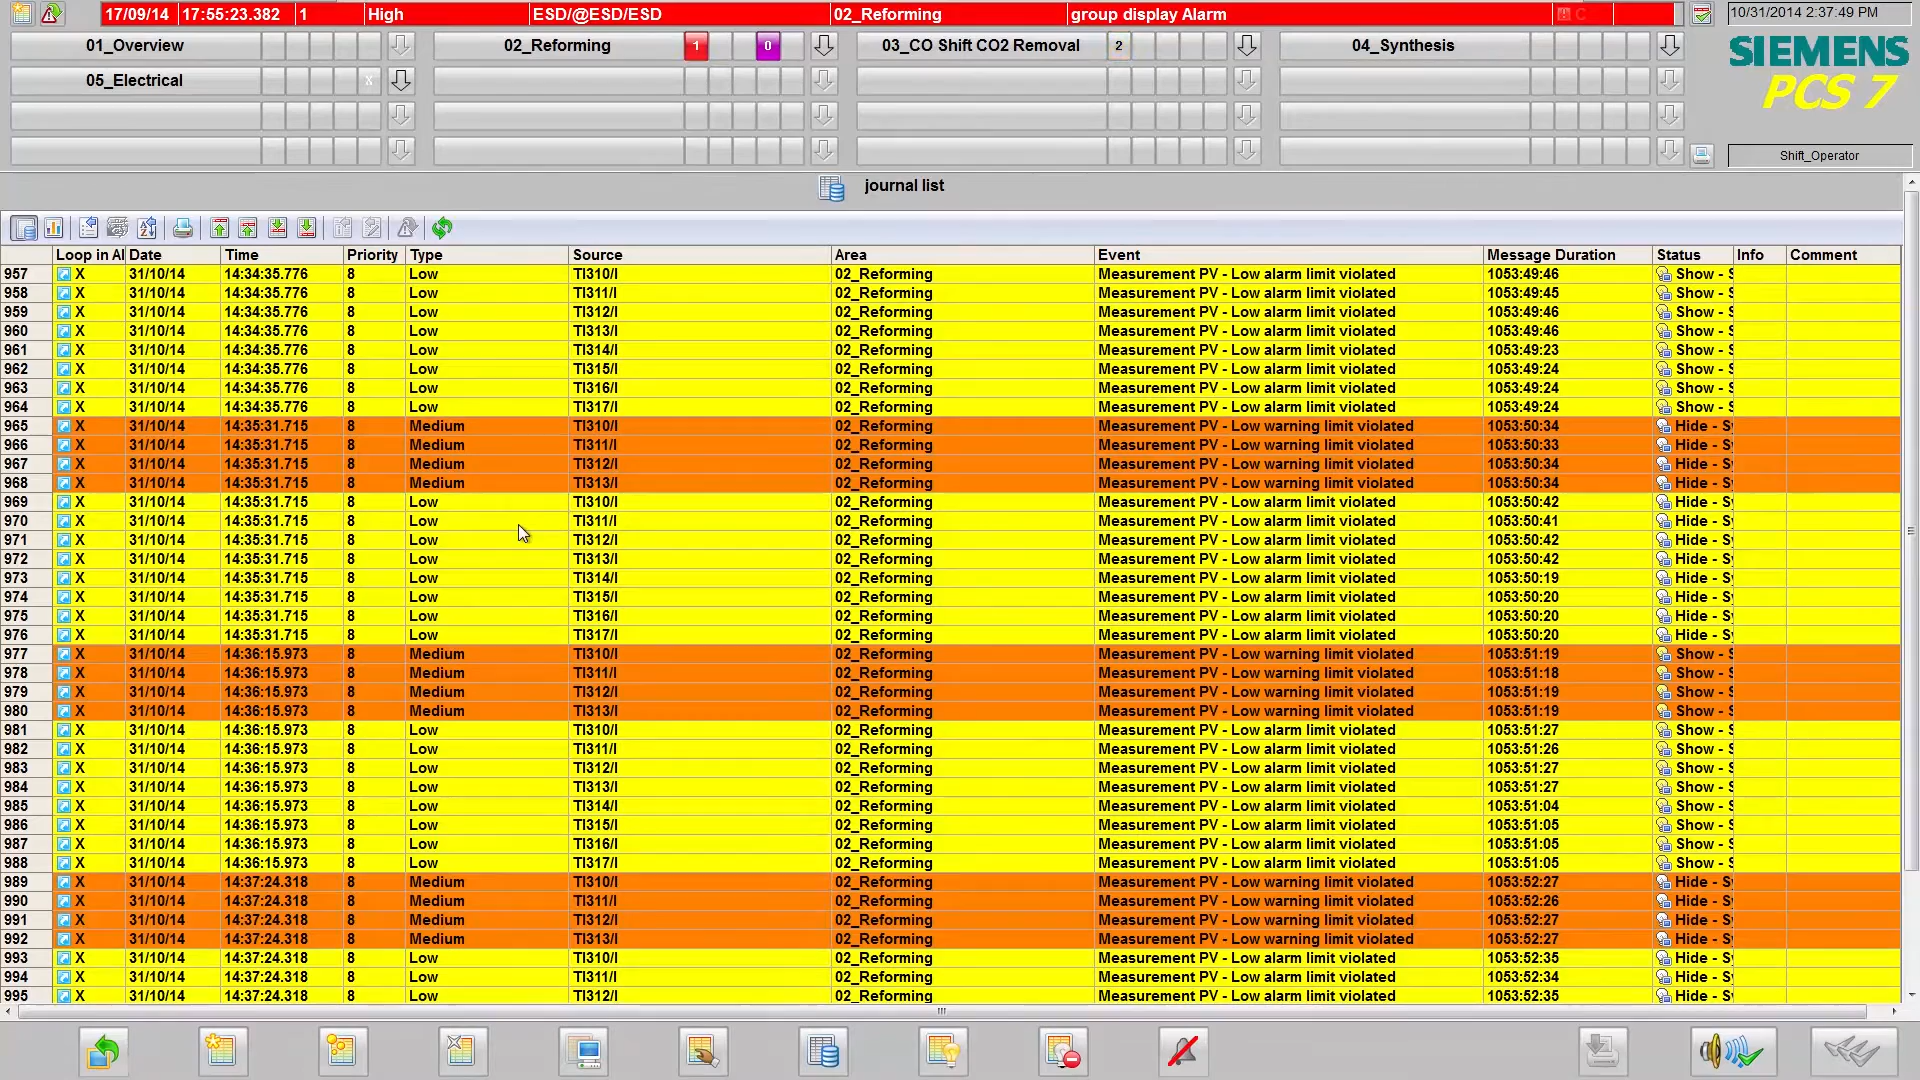 17/09/14 17:55:23.382 1 High ESD/@ESD/ESD 02_Reforming group display Alarm 10/31/2014 2:37:49 PM
01_Overview 02_Reforming 1 0 03_CO Shift CO2 Removal 2 04_Synthesis
05_Electrical X
SIEMENS
PCS 7
Shift_Operator
journal list
Loop in Al Date Time Priority Type Source Area Event Message Duration Status Info Comment
957 X 31/10/14 14:34:35.776 8 Low TI310/I 02_Reforming Measurement PV - Low alarm limit violated 1053:49:46 Show - S
958 X 31/10/14 14:34:35.776 8 Low TI311/I 02_Reforming Measurement PV - Low alarm limit violated 1053:49:45 Show - S
959 X 31/10/14 14:34:35.776 8 Low TI312/I 02_Reforming Measurement PV - Low alarm limit violated 1053:49:46 Show - S
960 X 31/10/14 14:34:35.776 8 Low TI313/I 02_Reforming Measurement PV - Low alarm limit violated 1053:49:46 Show - S
961 X 31/10/14 14:34:35.776 8 Low TI314/I 02_Reforming Measurement PV - Low alarm limit violated 1053:49:23 Show - S
962 X 31/10/14 14:34:35.776 8 Low TI315/I 02_Reforming Measurement PV - Low alarm limit violated 1053:49:24 Show - S
963 X 31/10/14 14:34:35.776 8 Low TI316/I 02_Reforming Measurement PV - Low alarm limit violated 1053:49:24 Show - S
964 X 31/10/14 14:34:35.776 8 Low TI317/I 02_Reforming Measurement PV - Low alarm limit violated 1053:49:24 Show - S
965 X 31/10/14 14:35:31.715 8 Medium TI310/I 02_Reforming Measurement PV - Low warning limit violated 1053:50:34 Hide - Sy
966 X 31/10/14 14:35:31.715 8 Medium TI311/I 02_Reforming Measurement PV - Low warning limit violated 1053:50:33 Hide - Sy
967 X 31/10/14 14:35:31.715 8 Medium TI312/I 02_Reforming Measurement PV - Low warning limit violated 1053:50:34 Hide - Sy
968 X 31/10/14 14:35:31.715 8 Medium TI313/I 02_Reforming Measurement PV - Low warning limit violated 1053:50:34 Hide - Sy
969 X 31/10/14 14:35:31.715 8 Low TI310/I 02_Reforming Measurement PV - Low alarm limit violated 1053:50:42 Hide - Sy
970 X 31/10/14 14:35:31.715 8 Low TI311/I 02_Reforming Measurement PV - Low alarm limit violated 1053:50:41 Hide - Sy
971 X 31/10/14 14:35:31.715 8 Low TI312/I 02_Reforming Measurement PV - Low alarm limit violated 1053:50:42 Hide - Sy
972 X 31/10/14 14:35:31.715 8 Low TI313/I 02_Reforming Measurement PV - Low alarm limit violated 1053:50:42 Hide - Sy
973 X 31/10/14 14:35:31.715 8 Low TI314/I 02_Reforming Measurement PV - Low alarm limit violated 1053:50:19 Hide - Sy
974 X 31/10/14 14:35:31.715 8 Low TI315/I 02_Reforming Measurement PV - Low alarm limit violated 1053:50:20 Hide - Sy
975 X 31/10/14 14:35:31.715 8 Low TI316/I 02_Reforming Measurement PV - Low alarm limit violated 1053:50:20 Hide - Sy
976 X 31/10/14 14:35:31.715 8 Low TI317/I 02_Reforming Measurement PV - Low alarm limit violated 1053:50:20 Hide - Sy
977 X 31/10/14 14:36:15.973 8 Medium TI310/I 02_Reforming Measurement PV - Low warning limit violated 1053:51:19 Show - S
978 X 31/10/14 14:36:15.973 8 Medium TI311/I 02_Reforming Measurement PV - Low warning limit violated 1053:51:18 Show - S
979 X 31/10/14 14:36:15.973 8 Medium TI312/I 02_Reforming Measurement PV - Low warning limit violated 1053:51:19 Show - S
980 X 31/10/14 14:36:15.973 8 Medium TI313/I 02_Reforming Measurement PV - Low warning limit violated 1053:51:19 Show - S
981 X 31/10/14 14:36:15.973 8 Low TI310/I 02_Reforming Measurement PV - Low alarm limit violated 1053:51:27 Show - S
982 X 31/10/14 14:36:15.973 8 Low TI311/I 02_Reforming Measurement PV - Low alarm limit violated 1053:51:26 Show - S
983 X 31/10/14 14:36:15.973 8 Low TI312/I 02_Reforming Measurement PV - Low alarm limit violated 1053:51:27 Show - S
984 X 31/10/14 14:36:15.973 8 Low TI313/I 02_Reforming Measurement PV - Low alarm limit violated 1053:51:27 Show - S
985 X 31/10/14 14:36:15.973 8 Low TI314/I 02_Reforming Measurement PV - Low alarm limit violated 1053:51:04 Show - S
986 X 31/10/14 14:36:15.973 8 Low TI315/I 02_Reforming Measurement PV - Low alarm limit violated 1053:51:05 Show - S
987 X 31/10/14 14:36:15.973 8 Low TI316/I 02_Reforming Measurement PV - Low alarm limit violated 1053:51:05 Show - S
988 X 31/10/14 14:36:15.973 8 Low TI317/I 02_Reforming Measurement PV - Low alarm limit violated 1053:51:05 Show - S
989 X 31/10/14 14:37:24.318 8 Medium TI310/I 02_Reforming Measurement PV - Low warning limit violated 1053:52:27 Hide - Sy
990 X 31/10/14 14:37:24.318 8 Medium TI311/I 02_Reforming Measurement PV - Low warning limit violated 1053:52:26 Hide - Sy
991 X 31/10/14 14:37:24.318 8 Medium TI312/I 02_Reforming Measurement PV - Low warning limit violated 1053:52:27 Hide - Sy
992 X 31/10/14 14:37:24.318 8 Medium TI313/I 02_Reforming Measurement PV - Low warning limit violated 1053:52:27 Hide - Sy
993 X 31/10/14 14:37:24.318 8 Low TI310/I 02_Reforming Measurement PV - Low alarm limit violated 1053:52:35 Hide - Sy
994 X 31/10/14 14:37:24.318 8 Low TI311/I 02_Reforming Measurement PV - Low alarm limit violated 1053:52:34 Hide - Sy
995 X 31/10/14 14:37:24.318 8 Low TI312/I 02_Reforming Measurement PV - Low alarm limit violated 1053:52:35 Hide - Sy